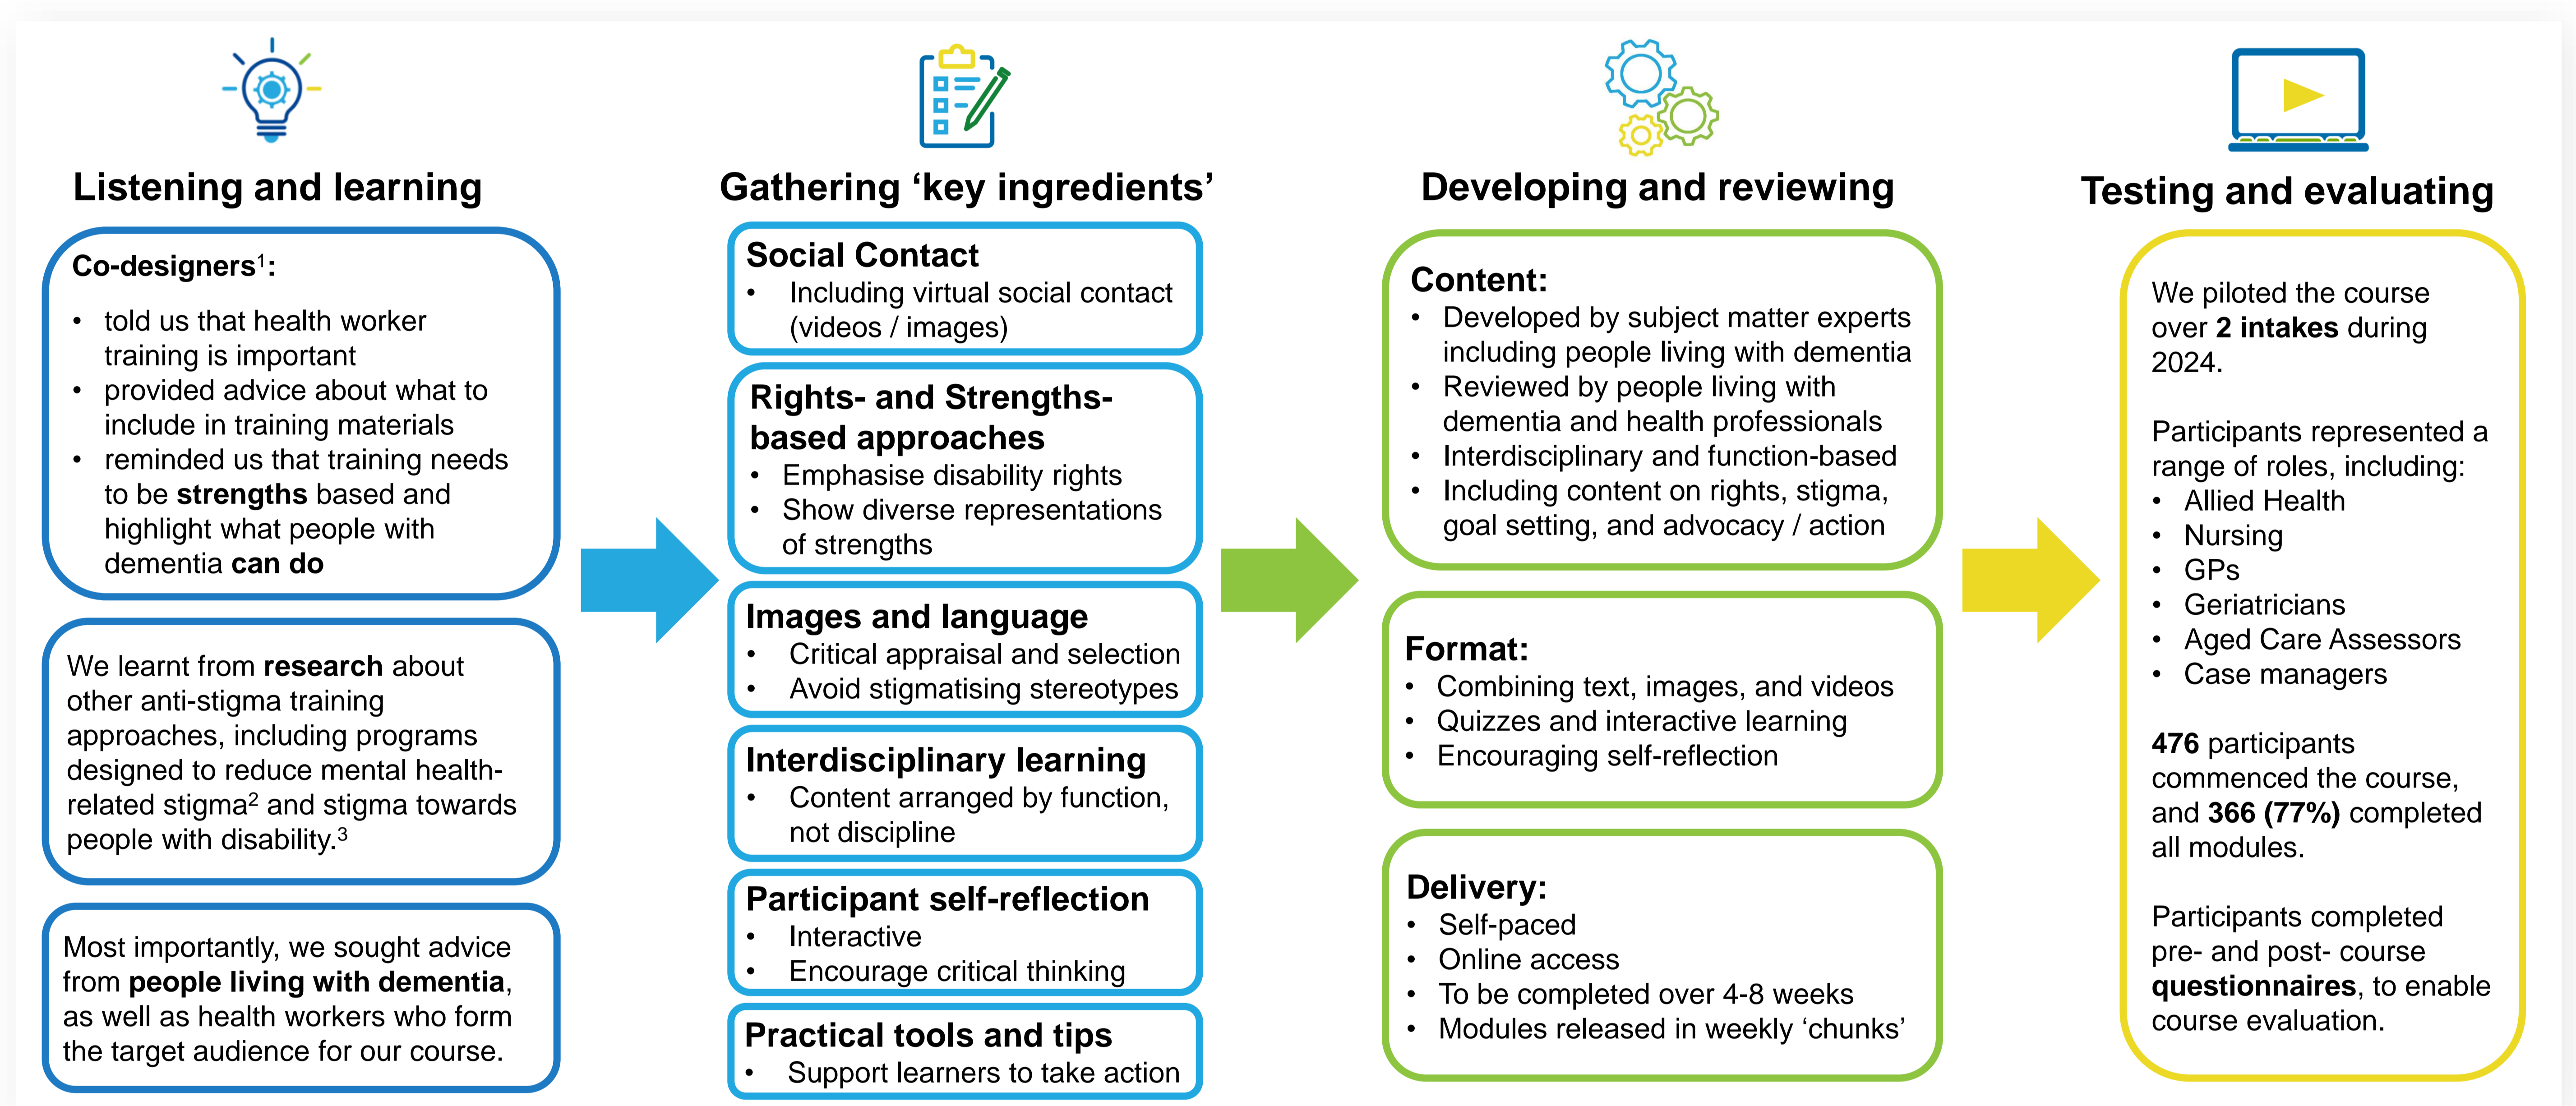 Listening and learning
Co-designers¹:
• told us that health worker
training is important
• provided advice about what to
include in training materials
• reminded us that training needs
to be strengths based and
highlight what people with
dementia can do
We learnt from research about
other anti-stigma training
approaches, including programs
designed to reduce mental health-
related stigma² and stigma towards
people with disability.³
Most importantly, we sought advice
from people living with dementia,
as well as health workers who form
the target audience for our course.
Gathering ‘key ingredients’
Social Contact
• Including virtual social contact
(videos / images)
Rights- and Strengths-
based approaches
• Emphasise disability rights
• Show diverse representations
of strengths
Images and language
• Critical appraisal and selection
• Avoid stigmatising stereotypes
Interdisciplinary learning
• Content arranged by function,
not discipline
Participant self-reflection
• Interactive
• Encourage critical thinking
Practical tools and tips
• Support learners to take action
Developing and reviewing
Content:
• Developed by subject matter experts
including people living with dementia
• Reviewed by people living with
dementia and health professionals
• Interdisciplinary and function-based
• Including content on rights, stigma,
goal setting, and advocacy / action
Format:
• Combining text, images, and videos
• Quizzes and interactive learning
• Encouraging self-reflection
Delivery:
• Self-paced
• Online access
• To be completed over 4-8 weeks
• Modules released in weekly ‘chunks’
Testing and evaluating
We piloted the course
over 2 intakes during
2024.
Participants represented a
range of roles, including:
• Allied Health
• Nursing
• GPs
• Geriatricians
• Aged Care Assessors
• Case managers
476 participants
commenced the course,
and 366 (77%) completed
all modules.
Participants completed
pre- and post- course
questionnaires, to enable
course evaluation.